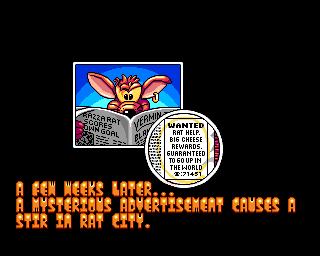 RAZZA RAT
SCORES
OWN GOAL
VERMIN
WANTED
RAT HELP.
BIG CHEESE
REWARDS.
GUARANTEED
TO GO UP IN
THE WORLD
☎:71451
A FEW WEEKS LATER...
A MYSTERIOUS ADVERTISEMENT CAUSES A
STIR IN RAT CITY.